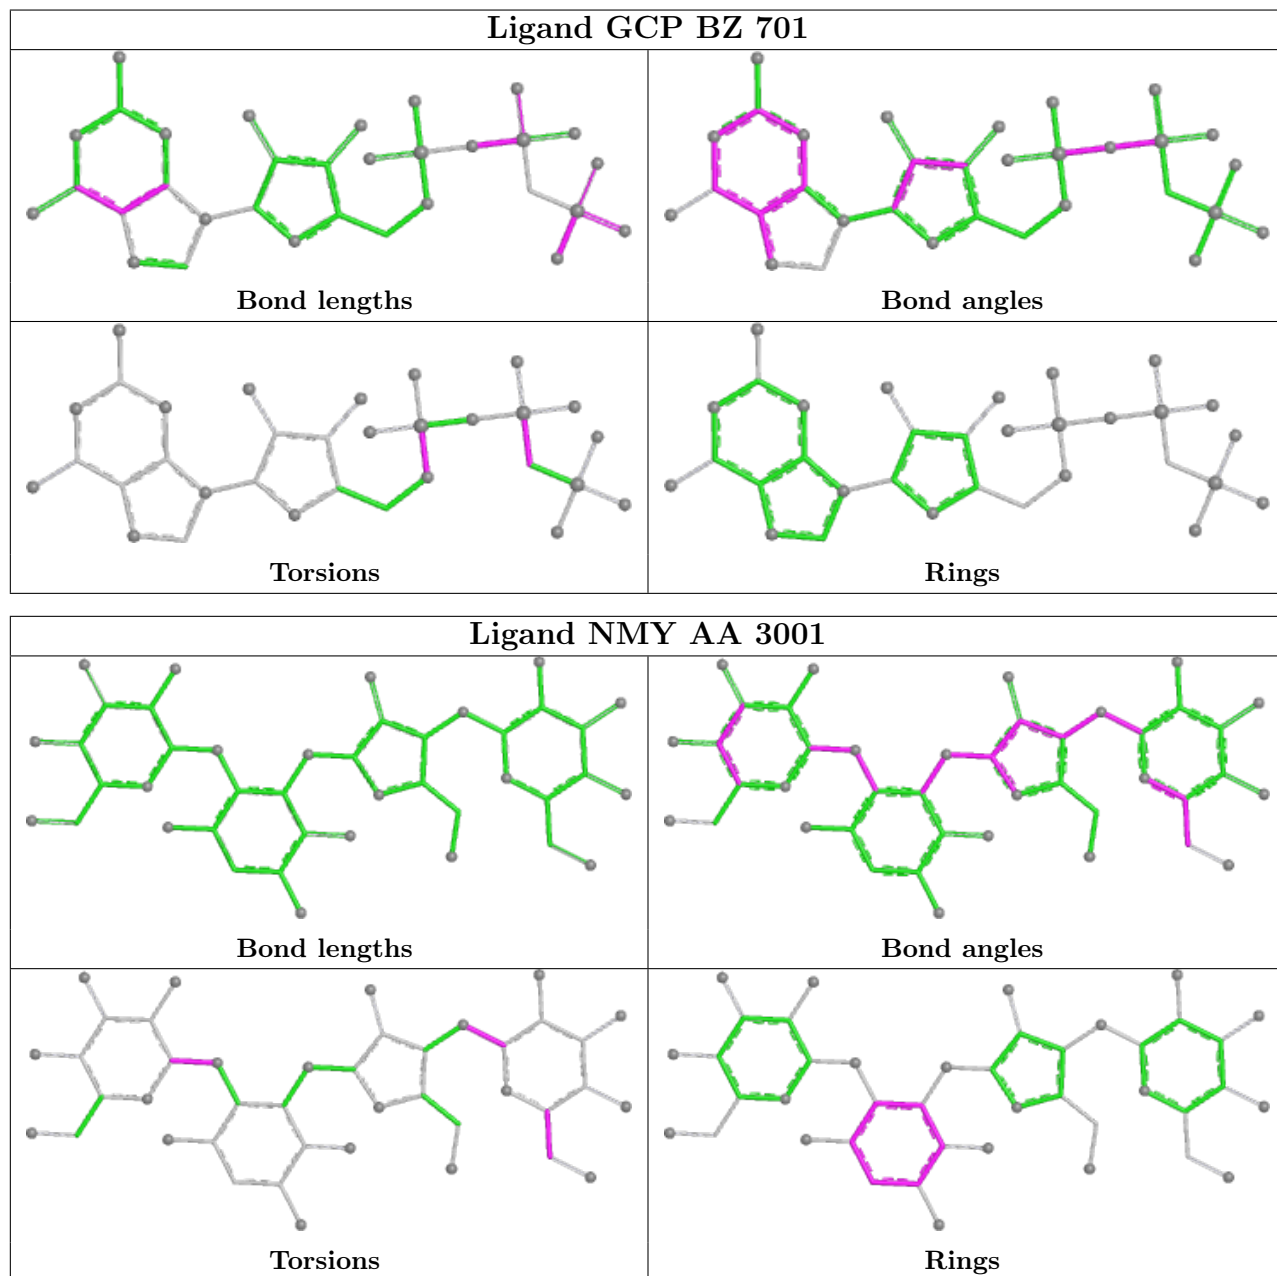 Ligand GCP BZ 701
Bond lengths
Bond angles
Torsions
Rings
Ligand NMY AA 3001
Bond lengths
Bond angles
Torsions
Rings